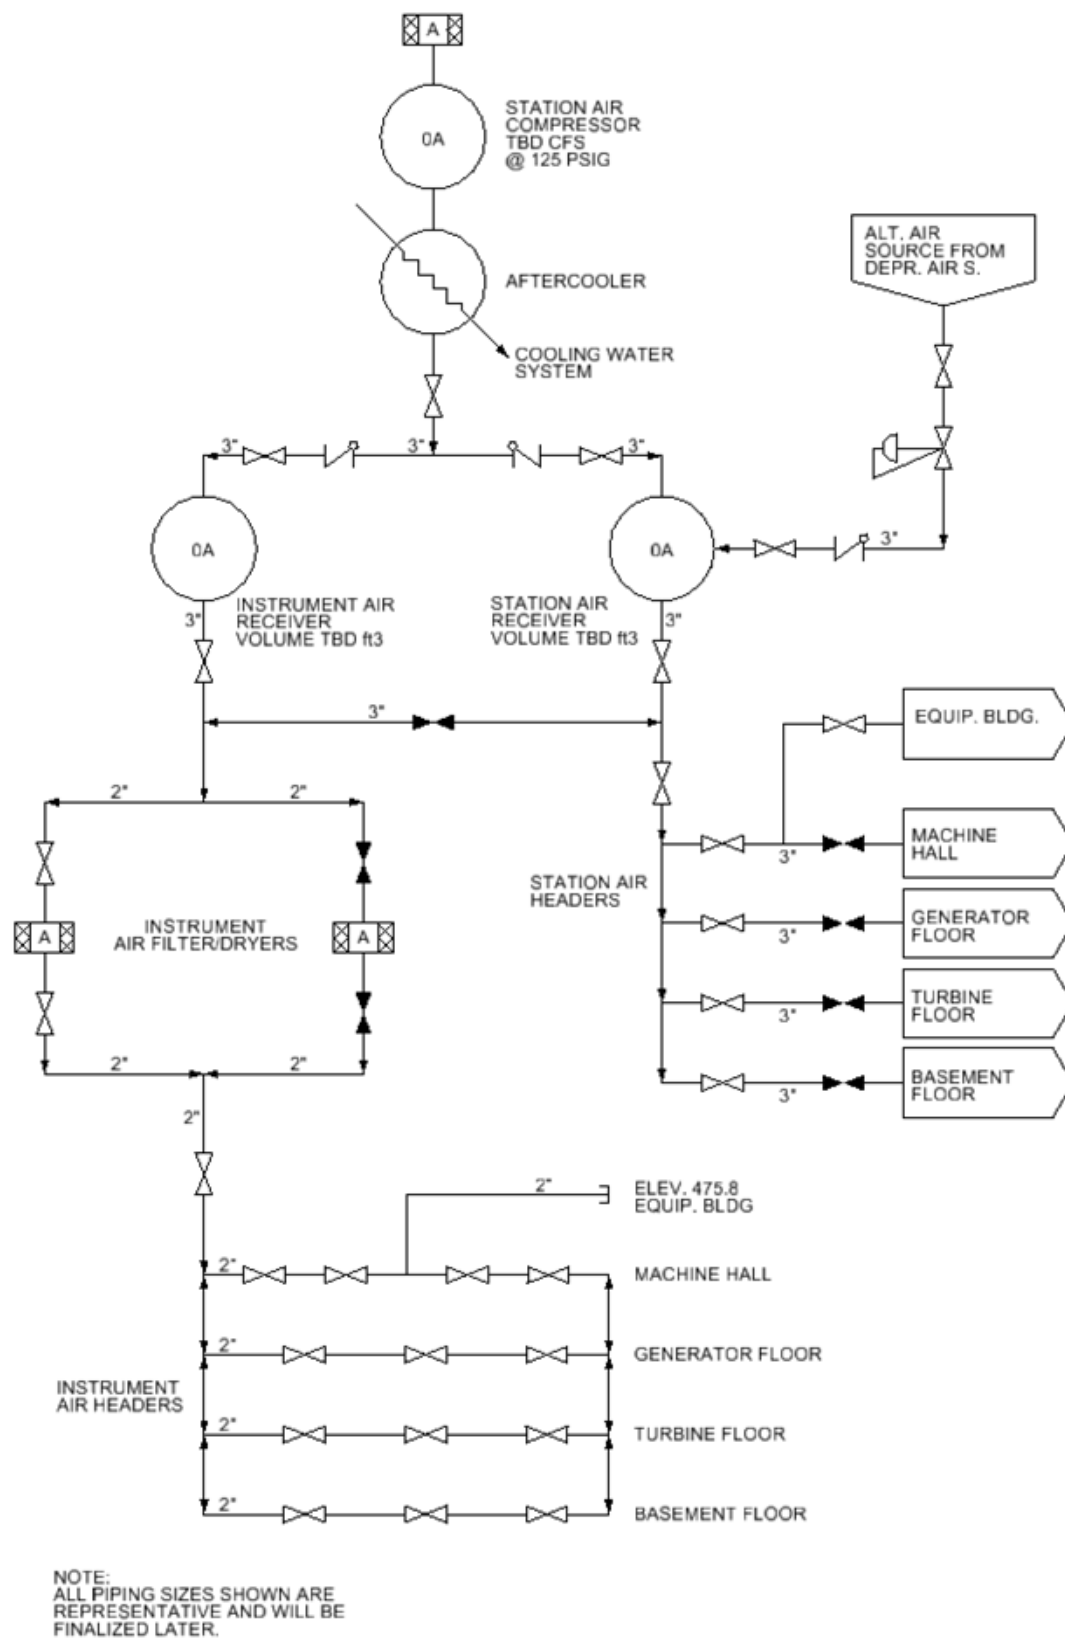 A
0A
STATION AIR
COMPRESSOR
TBD CFS
@ 125 PSIG
ALT. AIR
SOURCE FROM
DEPR. AIR S.
AFTERCOOLER
COOLING WATER
SYSTEM
3"
3"
3"
0A
0A
3"
INSTRUMENT AIR
RECEIVER
VOLUME TBD ft3
3"
STATION AIR
RECEIVER
VOLUME TBD ft3
3"
3"
EQUIP. BLDG.
2"
2"
MACHINE
HALL
3"
STATION AIR
HEADERS
GENERATOR
FLOOR
3"
A
INSTRUMENT
AIR FILTER/DRYERS
A
TURBINE
FLOOR
3"
2"
2"
BASEMENT
FLOOR
3"
2"
2"
ELEV. 475.8
EQUIP. BLDG
2"
MACHINE HALL
2"
GENERATOR FLOOR
INSTRUMENT
AIR HEADERS
2"
TURBINE FLOOR
2"
BASEMENT FLOOR
NOTE:
ALL PIPING SIZES SHOWN ARE
REPRESENTATIVE AND WILL BE
FINALIZED LATER.